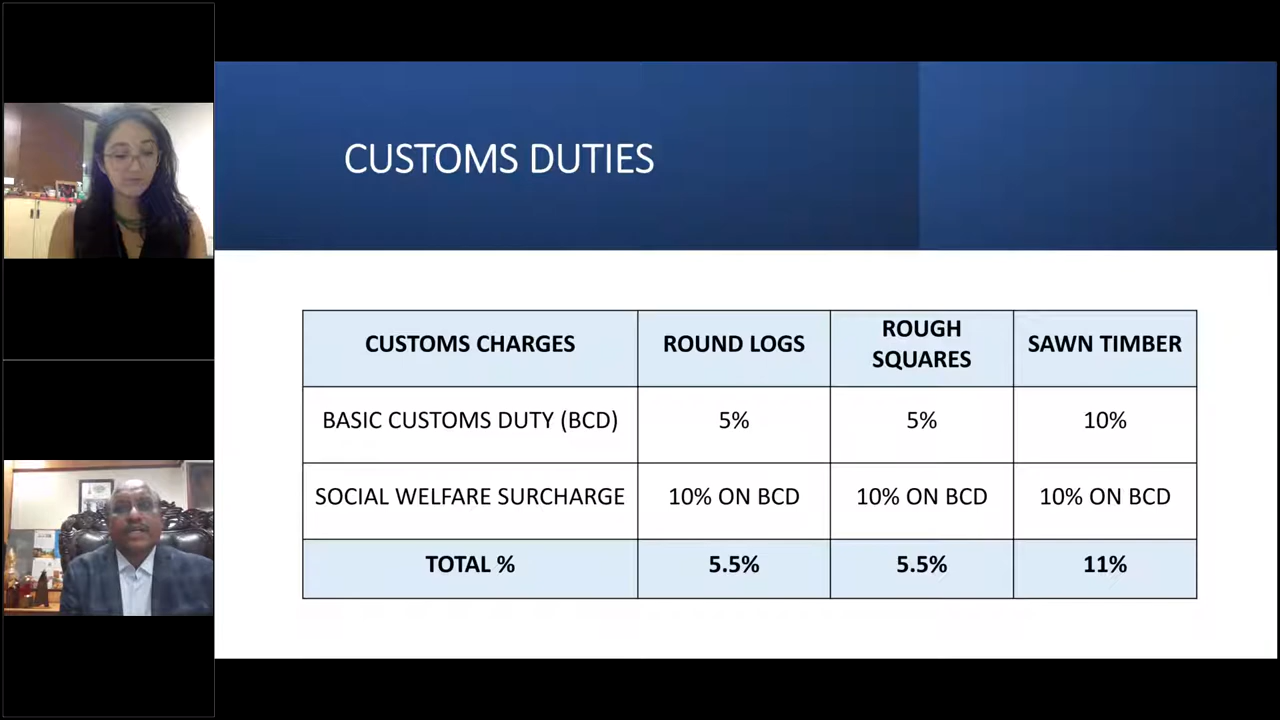 CUSTOMS DUTIES
CUSTOMS CHARGES ROUND LOGS ROUGH SQUARES SAWN TIMBER
BASIC CUSTOMS DUTY (BCD) 5% 5% 10%
SOCIAL WELFARE SURCHARGE 10% ON BCD 10% ON BCD 10% ON BCD
TOTAL % 5.5% 5.5% 11%